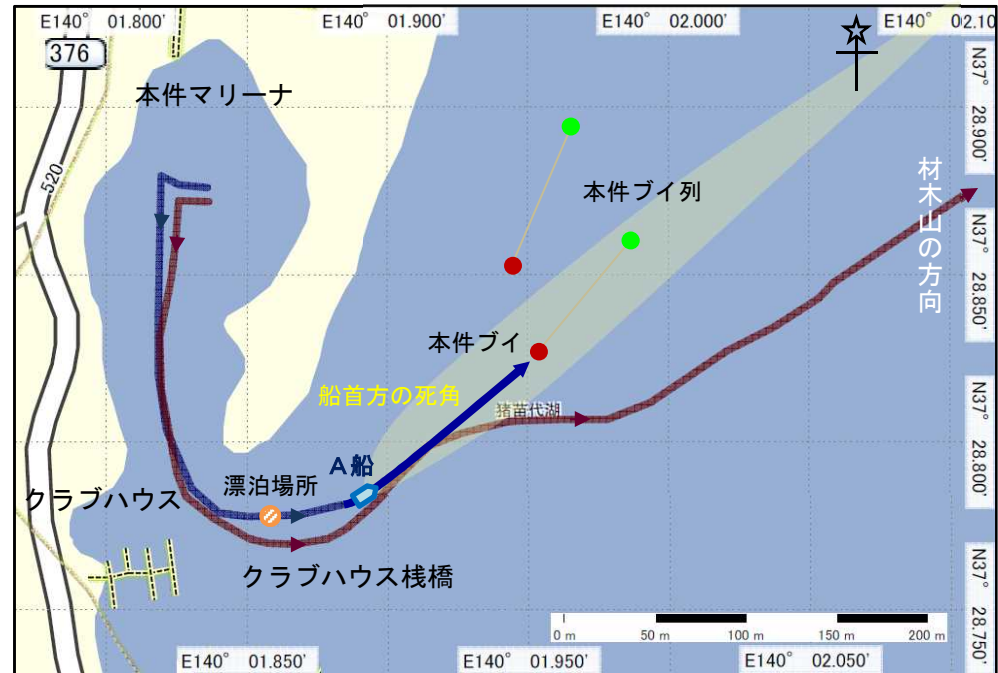 E140° 01.800'
E140° 01.900'
E140° 02.000'
E140° 02.10
376
本件マリーナ
N37° 28.900'
520
本件ブイ列
材木山の方向
N37° 28.850'
本件ブイ
船首方の死角
猪苗代湖
N37° 28.800'
A船
漂泊場所
クラブハウス
クラブハウス桟橋
N37° 28.750'
0 m 50 m 100 m 150 m 200 m
E140° 01.850'
E140° 01.950'
E140° 02.050'